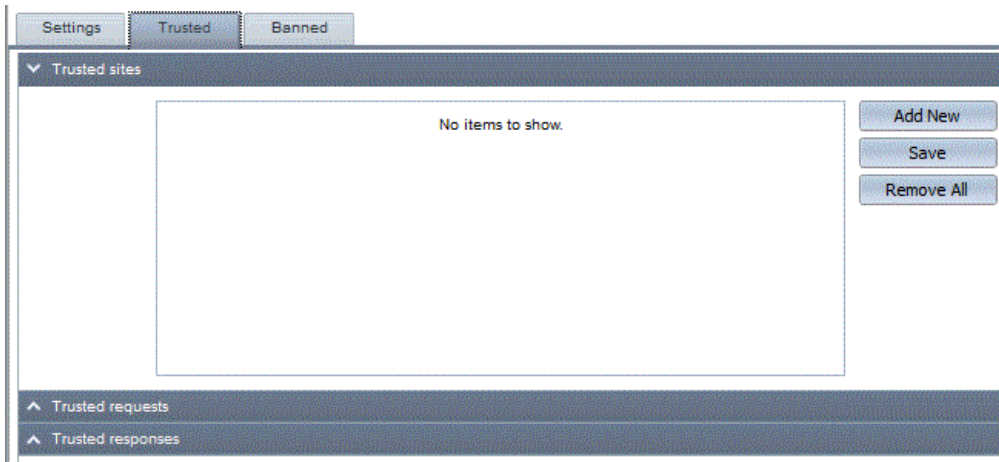 Settings Trusted Banned
Trusted sites
No items to show.
Add New
Save
Remove All
Trusted requests
Trusted responses